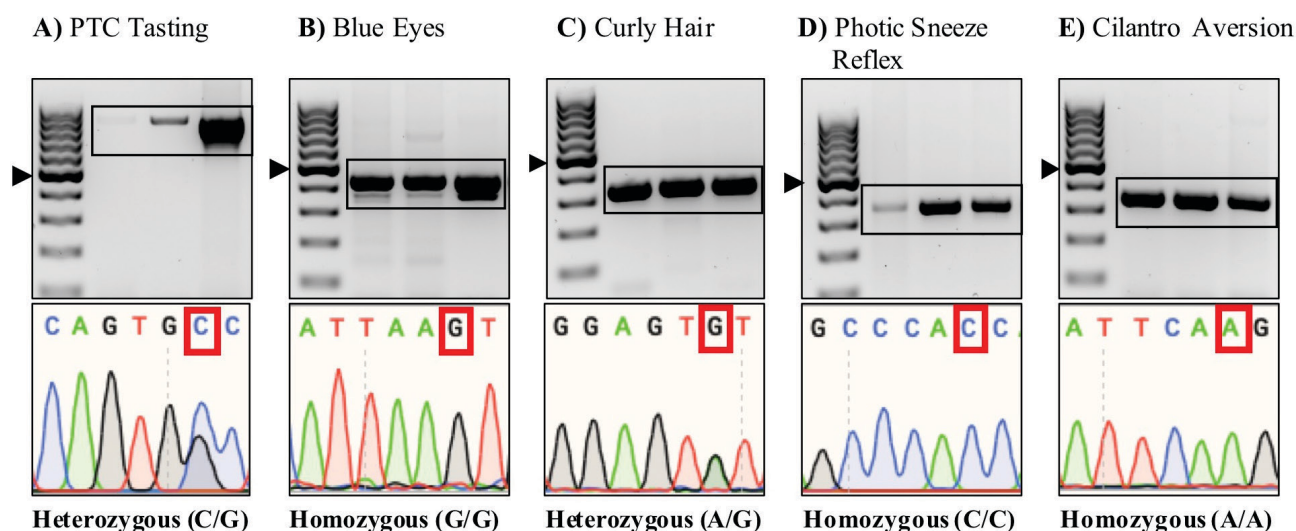 A) PTC Tasting
B) Blue Eyes
C) Curly Hair
D) Photic Sneeze
Reflex
E) Cilantro Aversion
C A G T G C C
A T T A A G T
G G A G T G T
G C C C A C C
A T T C A A G
Heterozygous (C/G)
Homozygous (G/G)
Heterozygous (A/G)
Homozygous (C/C)
Homozygous (A/A)